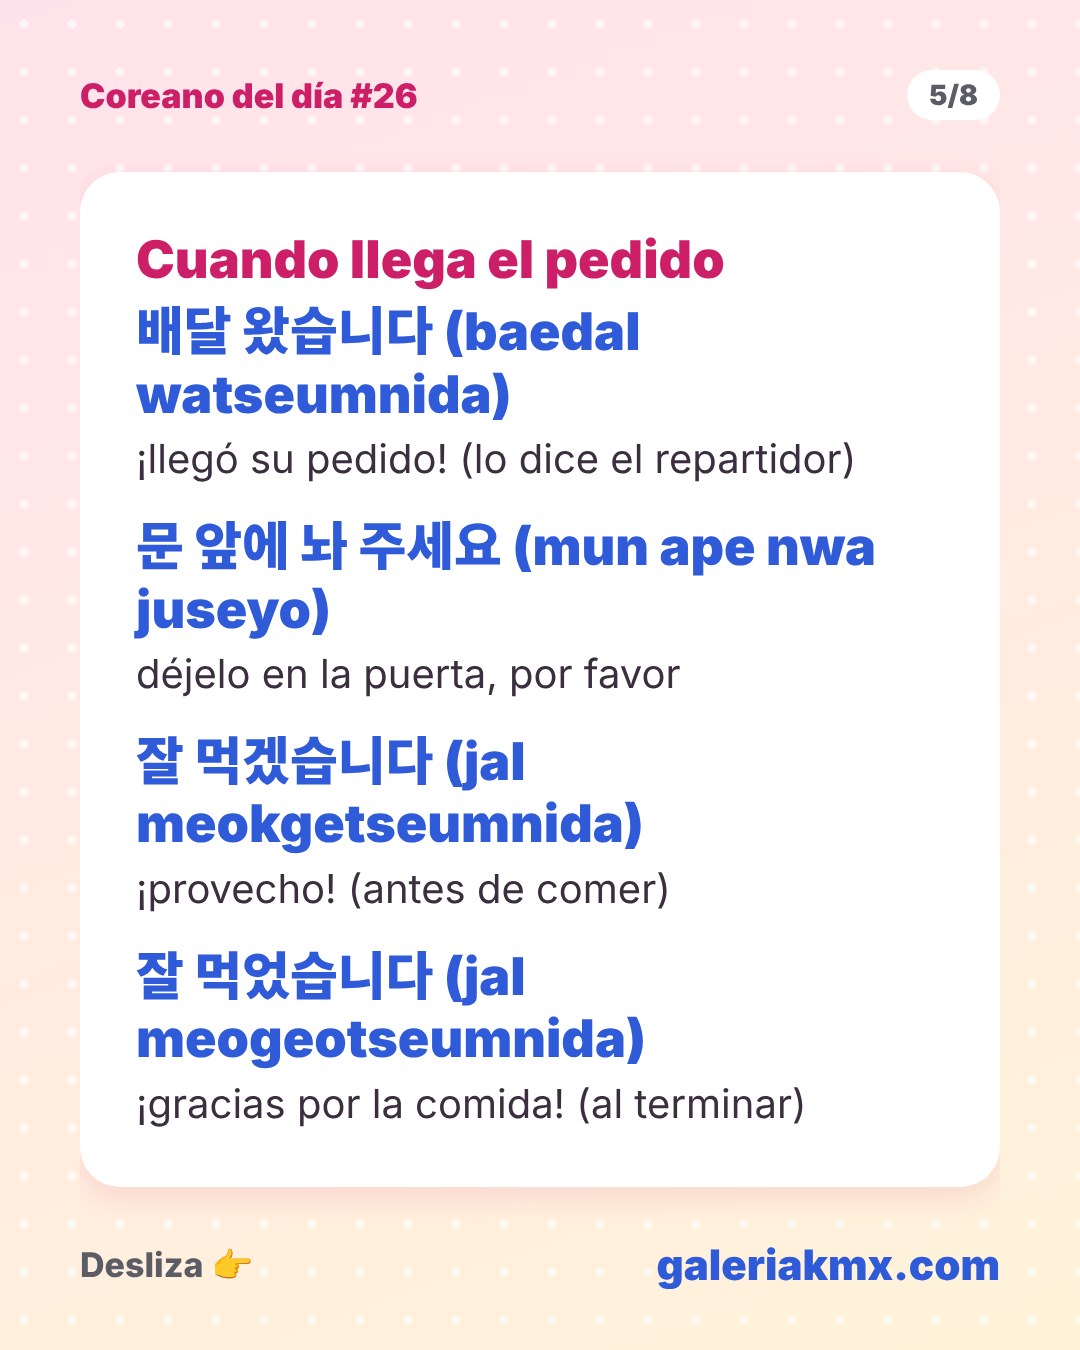 Coreano del día #26
5/8
Cuando llega el pedido
배달 왔습니다 (baedal
watseumnida)
¡llegó su pedido! (lo dice el repartidor)
문 앞에 놔 주세요 (mun ape nwa
juseyo)
déjelo en la puerta, por favor
잘 먹겠습니다 (jal
meokgetseumnida)
¡provecho! (antes de comer)
잘 먹었습니다 (jal
meogeotseumnida)
¡gracias por la comida! (al terminar)
Desliza 👉
galeriakmx.com